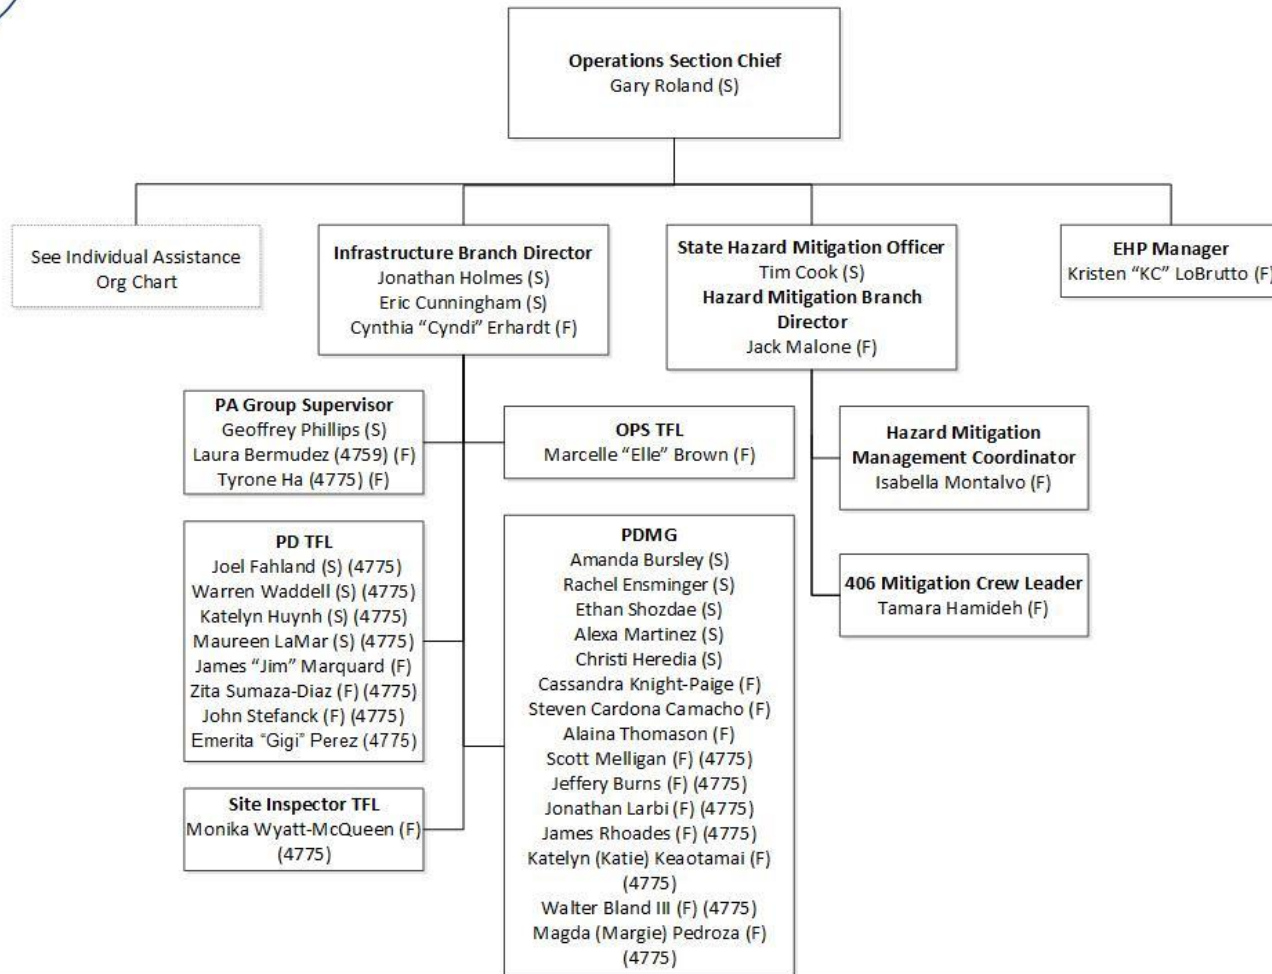 Operations Section Chief
Gary Roland (S)
See Individual Assistance
Org Chart
Infrastructure Branch Director
Jonathan Holmes (S)
Eric Cunningham (S)
Cynthia “Cyndi” Erhardt (F)
State Hazard Mitigation Officer
Tim Cook (S)
Hazard Mitigation Branch
Director
Jack Malone (F)
EHP Manager
Kristen “KC” LoBrutto (F)
PA Group Supervisor
Geoffrey Phillips (S)
Laura Bermudez (4759) (F)
Tyrone Ha (4775) (F)
OPS TFL
Marcelle “Elle” Brown (F)
Hazard Mitigation
Management Coordinator
Isabella Montalvo (F)
PD TFL
Joel Fahland (S) (4775)
Warren Waddell (S) (4775)
Katelyn Huynh (S) (4775)
Maureen LaMar (S) (4775)
James “Jim” Marquard (F)
Zita Sumaza-Diaz (F) (4775)
John Stefanck (F) (4775)
Emerita “Gigi” Perez (4775)
PDMG
Amanda Bursley (S)
Rachel Ensminger (S)
Ethan Shozdae (S)
Alexa Martinez (S)
Christi Heredia (S)
Cassandra Knight-Paige (F)
Steven Cardona Camacho (F)
Alaina Thomason (F)
Scott Melligan (F) (4775)
Jeffery Burns (F) (4775)
Jonathan Larbi (F) (4775)
James Rhoades (F) (4775)
Katelyn (Katie) Keaotamai (F)
(4775)
Walter Bland III (F) (4775)
Magda (Margie) Pedroza (F)
(4775)
406 Mitigation Crew Leader
Tamara Hamideh (F)
Site Inspector TFL
Monika Wyatt-McQueen (F)
(4775)